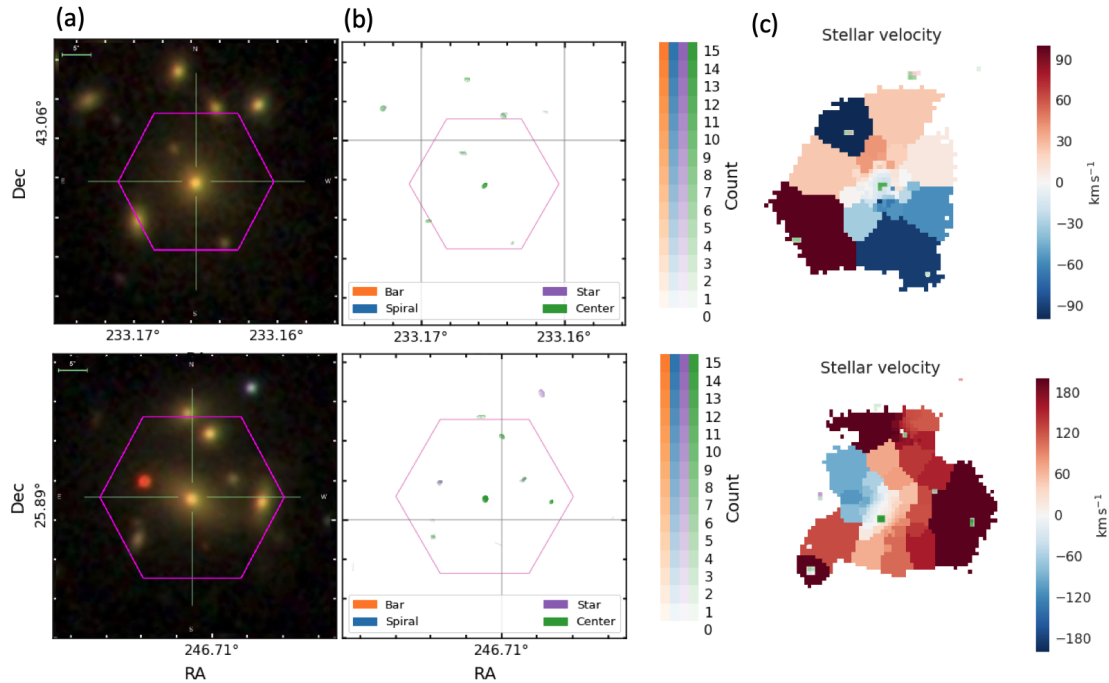 (a)
(b)
(c)
5"
N
E
W
S
43.06°
Dec
233.17°
233.16°
Bar
Spiral
Star
Center
233.17°
233.16°
15
14
13
12
11
10
9
8
7
6
5
4
3
2
1
0
Count
Stellar velocity
90
60
30
0
−30
−60
−90
km s⁻¹
5"
N
E
W
S
25.89°
Dec
246.71°
RA
Bar
Spiral
Star
Center
246.71°
RA
15
14
13
12
11
10
9
8
7
6
5
4
3
2
1
0
Count
Stellar velocity
180
120
60
0
−60
−120
−180
km s⁻¹